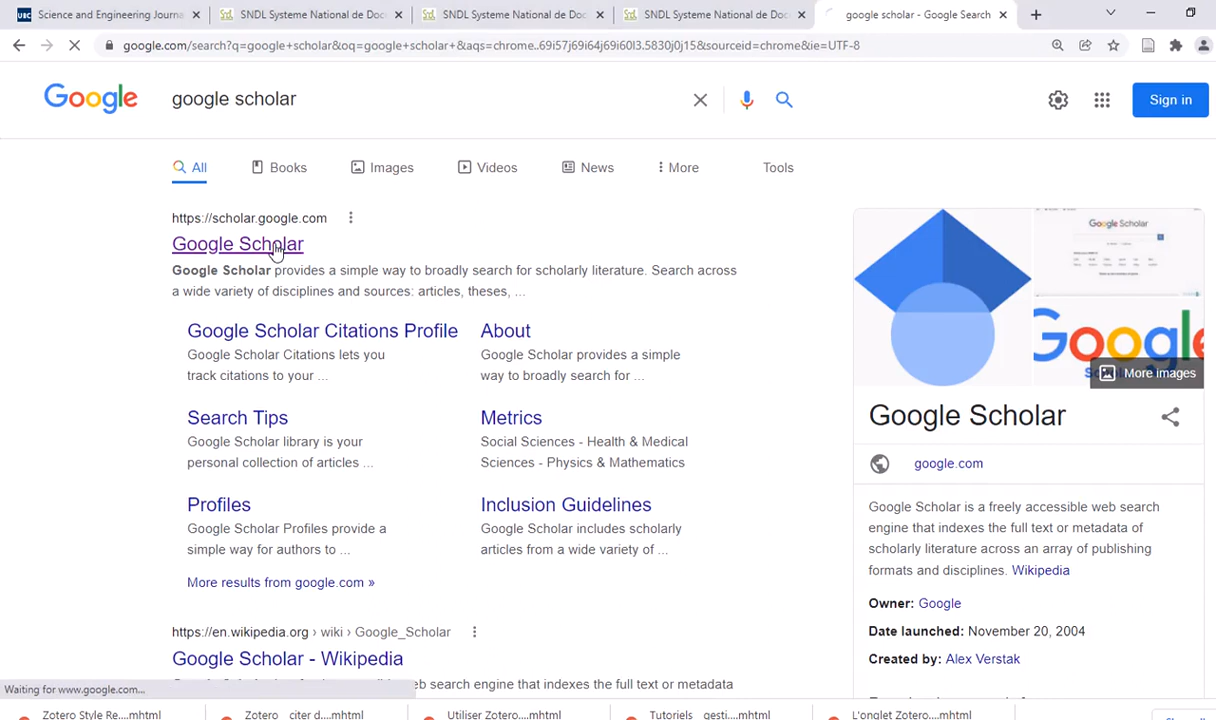 UBC Science and Engineering Journa
SNDL Systeme National de Doc
SNDL Systeme National de Doc
SNDL Systeme National de Doc
google scholar - Google Search
google.com/search?q=google+scholar&oq=google+scholar+&aqs=chrome..69i57j69i64j69i60l3.5830j0j15&sourceid=chrome&ie=UTF-8
Google
google scholar
Sign in
All
Books
Images
Videos
News
More
Tools
https://scholar.google.com
Google Scholar
Google Scholar provides a simple way to broadly search for scholarly literature. Search across
a wide variety of disciplines and sources: articles, theses, ...
Google Scholar Citations Profile
Google Scholar Citations lets you
track citations to your ...
About
Google Scholar provides a simple
way to broadly search for ...
Search Tips
Google Scholar library is your
personal collection of articles ...
Metrics
Social Sciences - Health & Medical
Sciences - Physics & Mathematics
Profiles
Google Scholar Profiles provide a
simple way for authors to ...
Inclusion Guidelines
Google Scholar includes scholarly
articles from a wide variety of ...
More results from google.com »
https://en.wikipedia.org › wiki › Google_Scholar
Google Scholar - Wikipedia
eb search engine that indexes the full text or metadata
Google Scholar
Google
More images
Google Scholar
google.com
Google Scholar is a freely accessible web search
engine that indexes the full text or metadata of
scholarly literature across an array of publishing
formats and disciplines. Wikipedia
Owner: Google
Date launched: November 20, 2004
Created by: Alex Verstak
Waiting for www.google.com...
Zotero Style Re....mhtml
Zotero _ citer d....mhtml
Utiliser Zotero....mhtml
Tutoriels _ gesti....mhtml
L'onglet Zotero....mhtml